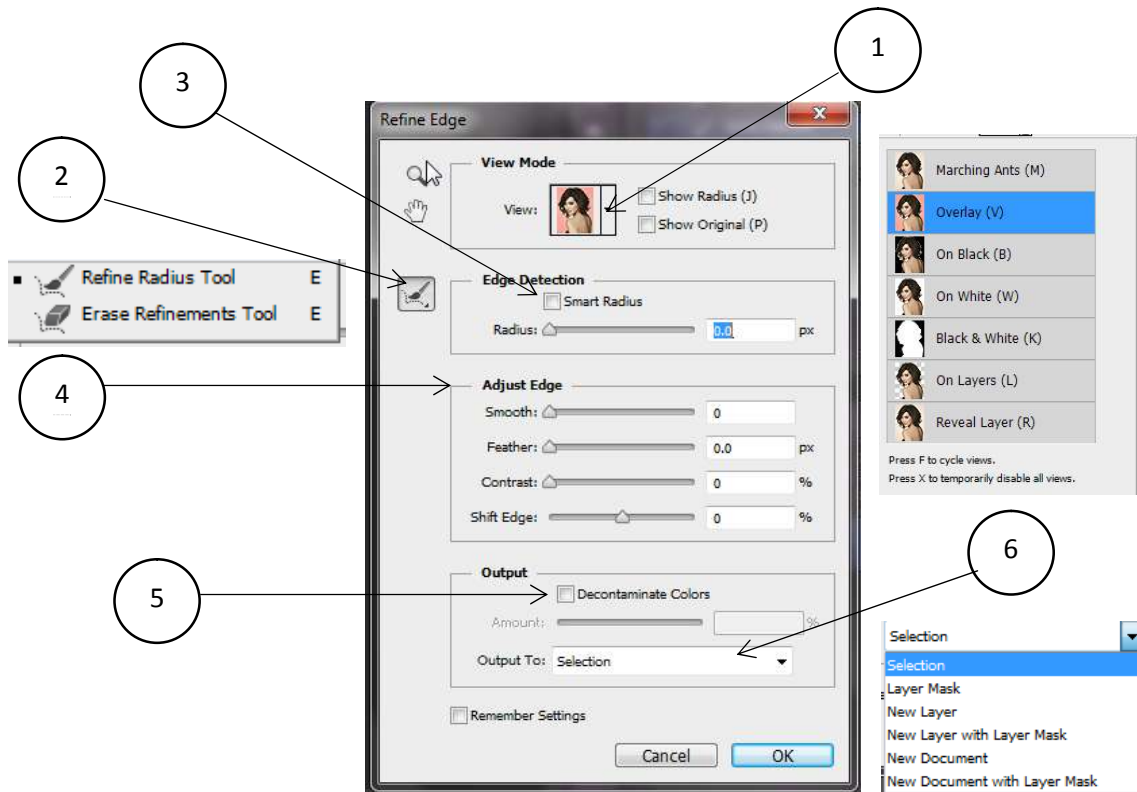 1
3
2
Refine Radius Tool E
Erase Refinements Tool E
4
5
6
Refine Edge
x
View Mode
View:
Show Radius (J)
Show Original (P)
Edge Detection
Smart Radius
Radius: 0.0 px
Adjust Edge
Smooth: 0
Feather: 0.0 px
Contrast: 0 %
Shift Edge: 0 %
Output
Decontaminate Colors
Amount: %
Output To: Selection
Remember Settings
Cancel OK
Marching Ants (M)
Overlay (V)
On Black (B)
On White (W)
Black & White (K)
On Layers (L)
Reveal Layer (R)
Press F to cycle views.
Press X to temporarily disable all views.
Selection
Selection
Layer Mask
New Layer
New Layer with Layer Mask
New Document
New Document with Layer Mask